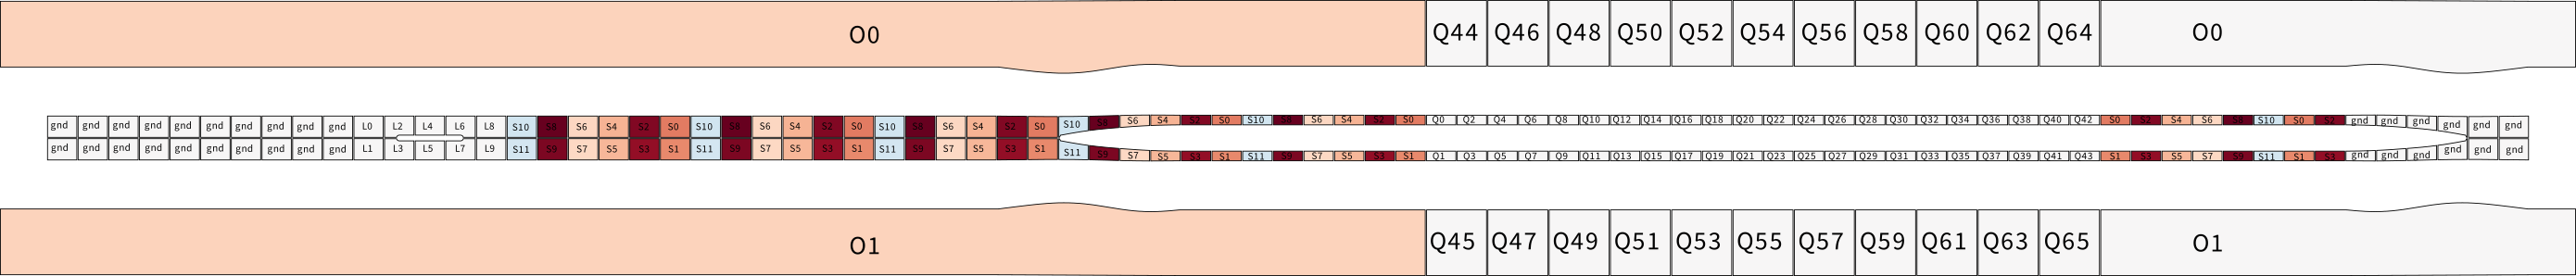 O0 Q44 Q46 Q48 Q50 Q52 Q54 Q56 Q58 Q60 Q62 Q64 O0
gnd gnd gnd gnd gnd gnd gnd gnd gnd gnd L0 L2 L4 L6 L8 S10 S8 S6 S4 S2 S0 S10 S8 S6 S4 S2 S0 S10 S8 S6 S4 S2 S0 S10 S8 S6 S4 S2 S0 S10 S8 S6 S4 S2 S0 Q0 Q2 Q4 Q6 Q8 Q10 Q12 Q14 Q16 Q18 Q20 Q22 Q24 Q26 Q28 Q30 Q32 Q34 Q36 Q38 Q40 Q42 S0 S2 S4 S6 S8 S10 S0 S2 gnd gnd gnd gnd gnd gnd
gnd gnd gnd gnd gnd gnd gnd gnd gnd gnd L1 L3 L5 L7 L9 S11 S9 S7 S5 S3 S1 S11 S9 S7 S5 S3 S1 S11 S9 S7 S5 S3 S1 S11 S9 S7 S5 S3 S1 S11 S9 S7 S5 S3 S1 Q1 Q3 Q5 Q7 Q9 Q11 Q13 Q15 Q17 Q19 Q21 Q23 Q25 Q27 Q29 Q31 Q33 Q35 Q37 Q39 Q41 Q43 S1 S3 S5 S7 S9 S11 S1 S3 gnd gnd gnd gnd gnd gnd
O1 Q45 Q47 Q49 Q51 Q53 Q55 Q57 Q59 Q61 Q63 Q65 O1